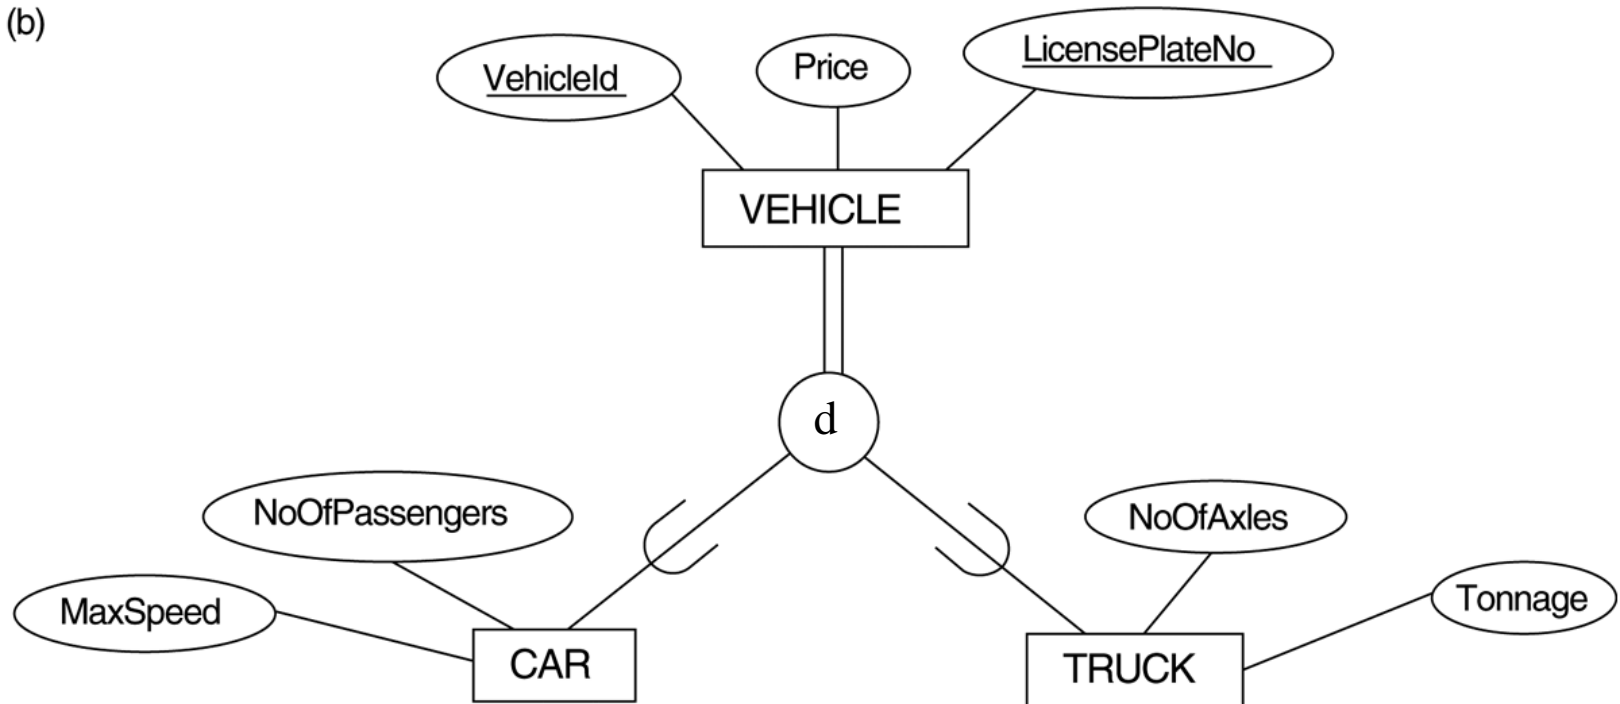 (b)
VehicleId
Price
LicensePlateNo
VEHICLE
d
NoOfPassengers
NoOfAxles
MaxSpeed
Tonnage
CAR
TRUCK